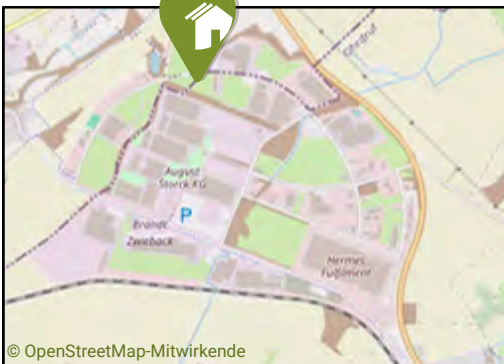 Ohrdruf
August
Storck KG
P
Brandt
Zwieback
Hermes
Fulfilment
© OpenStreetMap-Mitwirkende